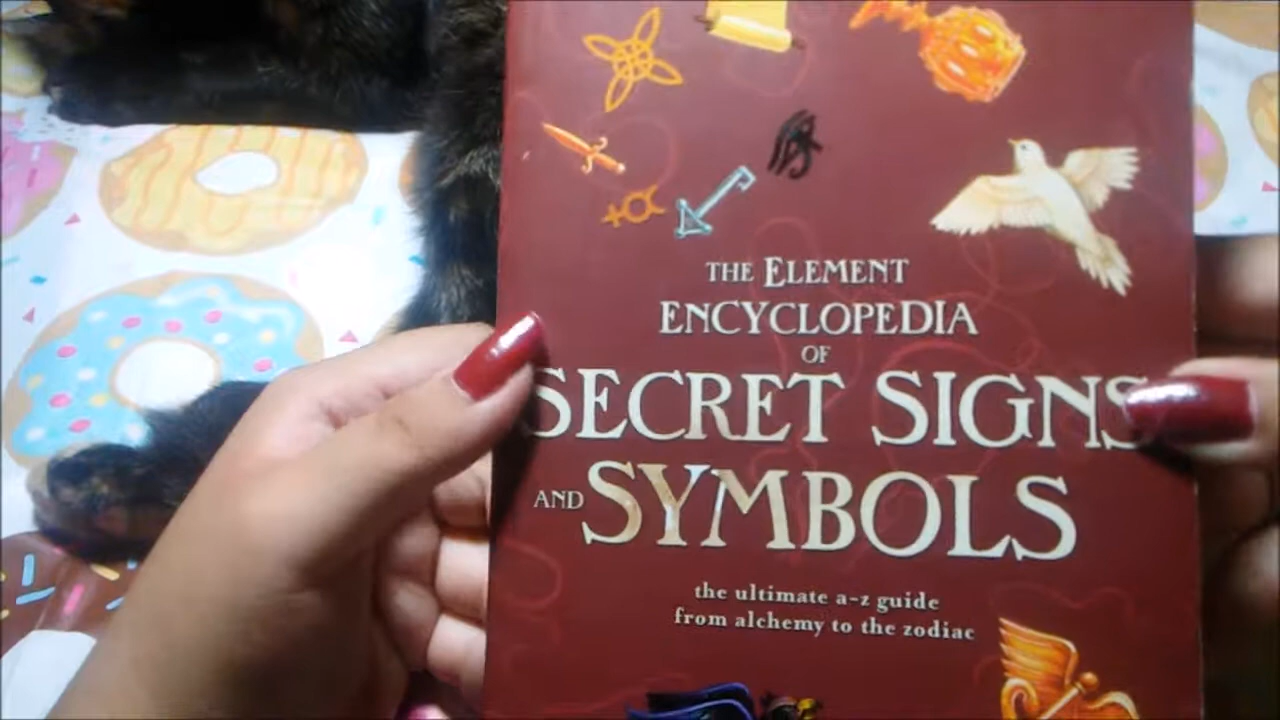 THE ELEMENT
ENCYCLOPEDIA
OF
SECRET SIGNS
AND SYMBOLS
the ultimate a-z guide
from alchemy to the zodiac